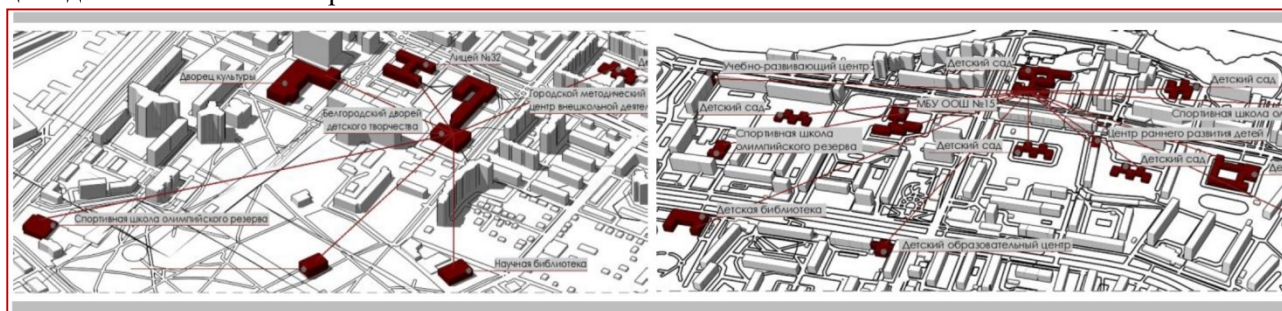 Лицей №32
Дворец культуры
Городской методический
центр внешкольной
Белгородский дворей
детского творчества
Спортивная школа олимпийского резерва
Научная библиотека
Учебно-развивающий центр
Детский сад
Детский сад
Детский сад
МБУ ООШ №15
Спортивная школа
Спортивная школа
олимпийского резерва
Детский сад
Центр раннего развития детей
Детский сад
Детская библиотека
Детский образовательный центр